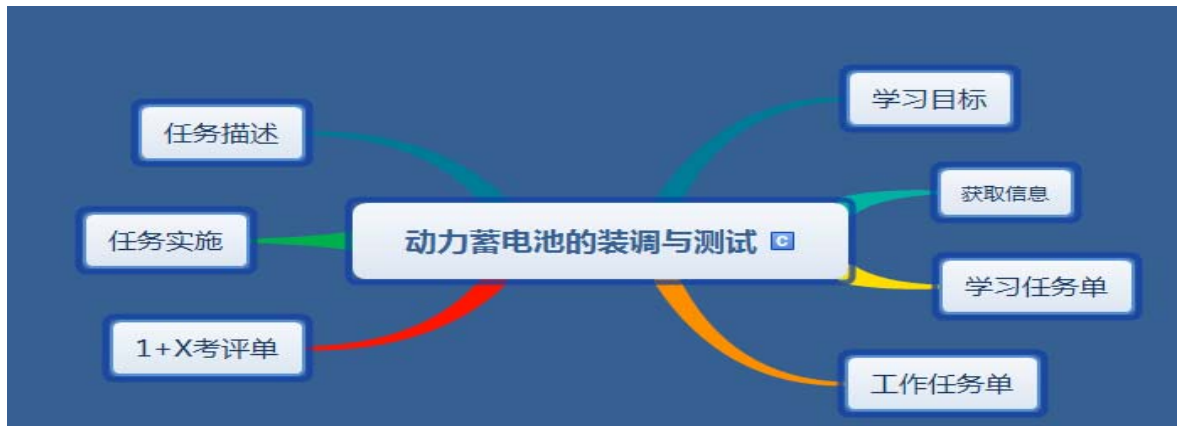 学习目标
任务描述
获取信息
任务实施
动力蓄电池的装调与测试 C
学习任务单
1+X考评单
工作任务单